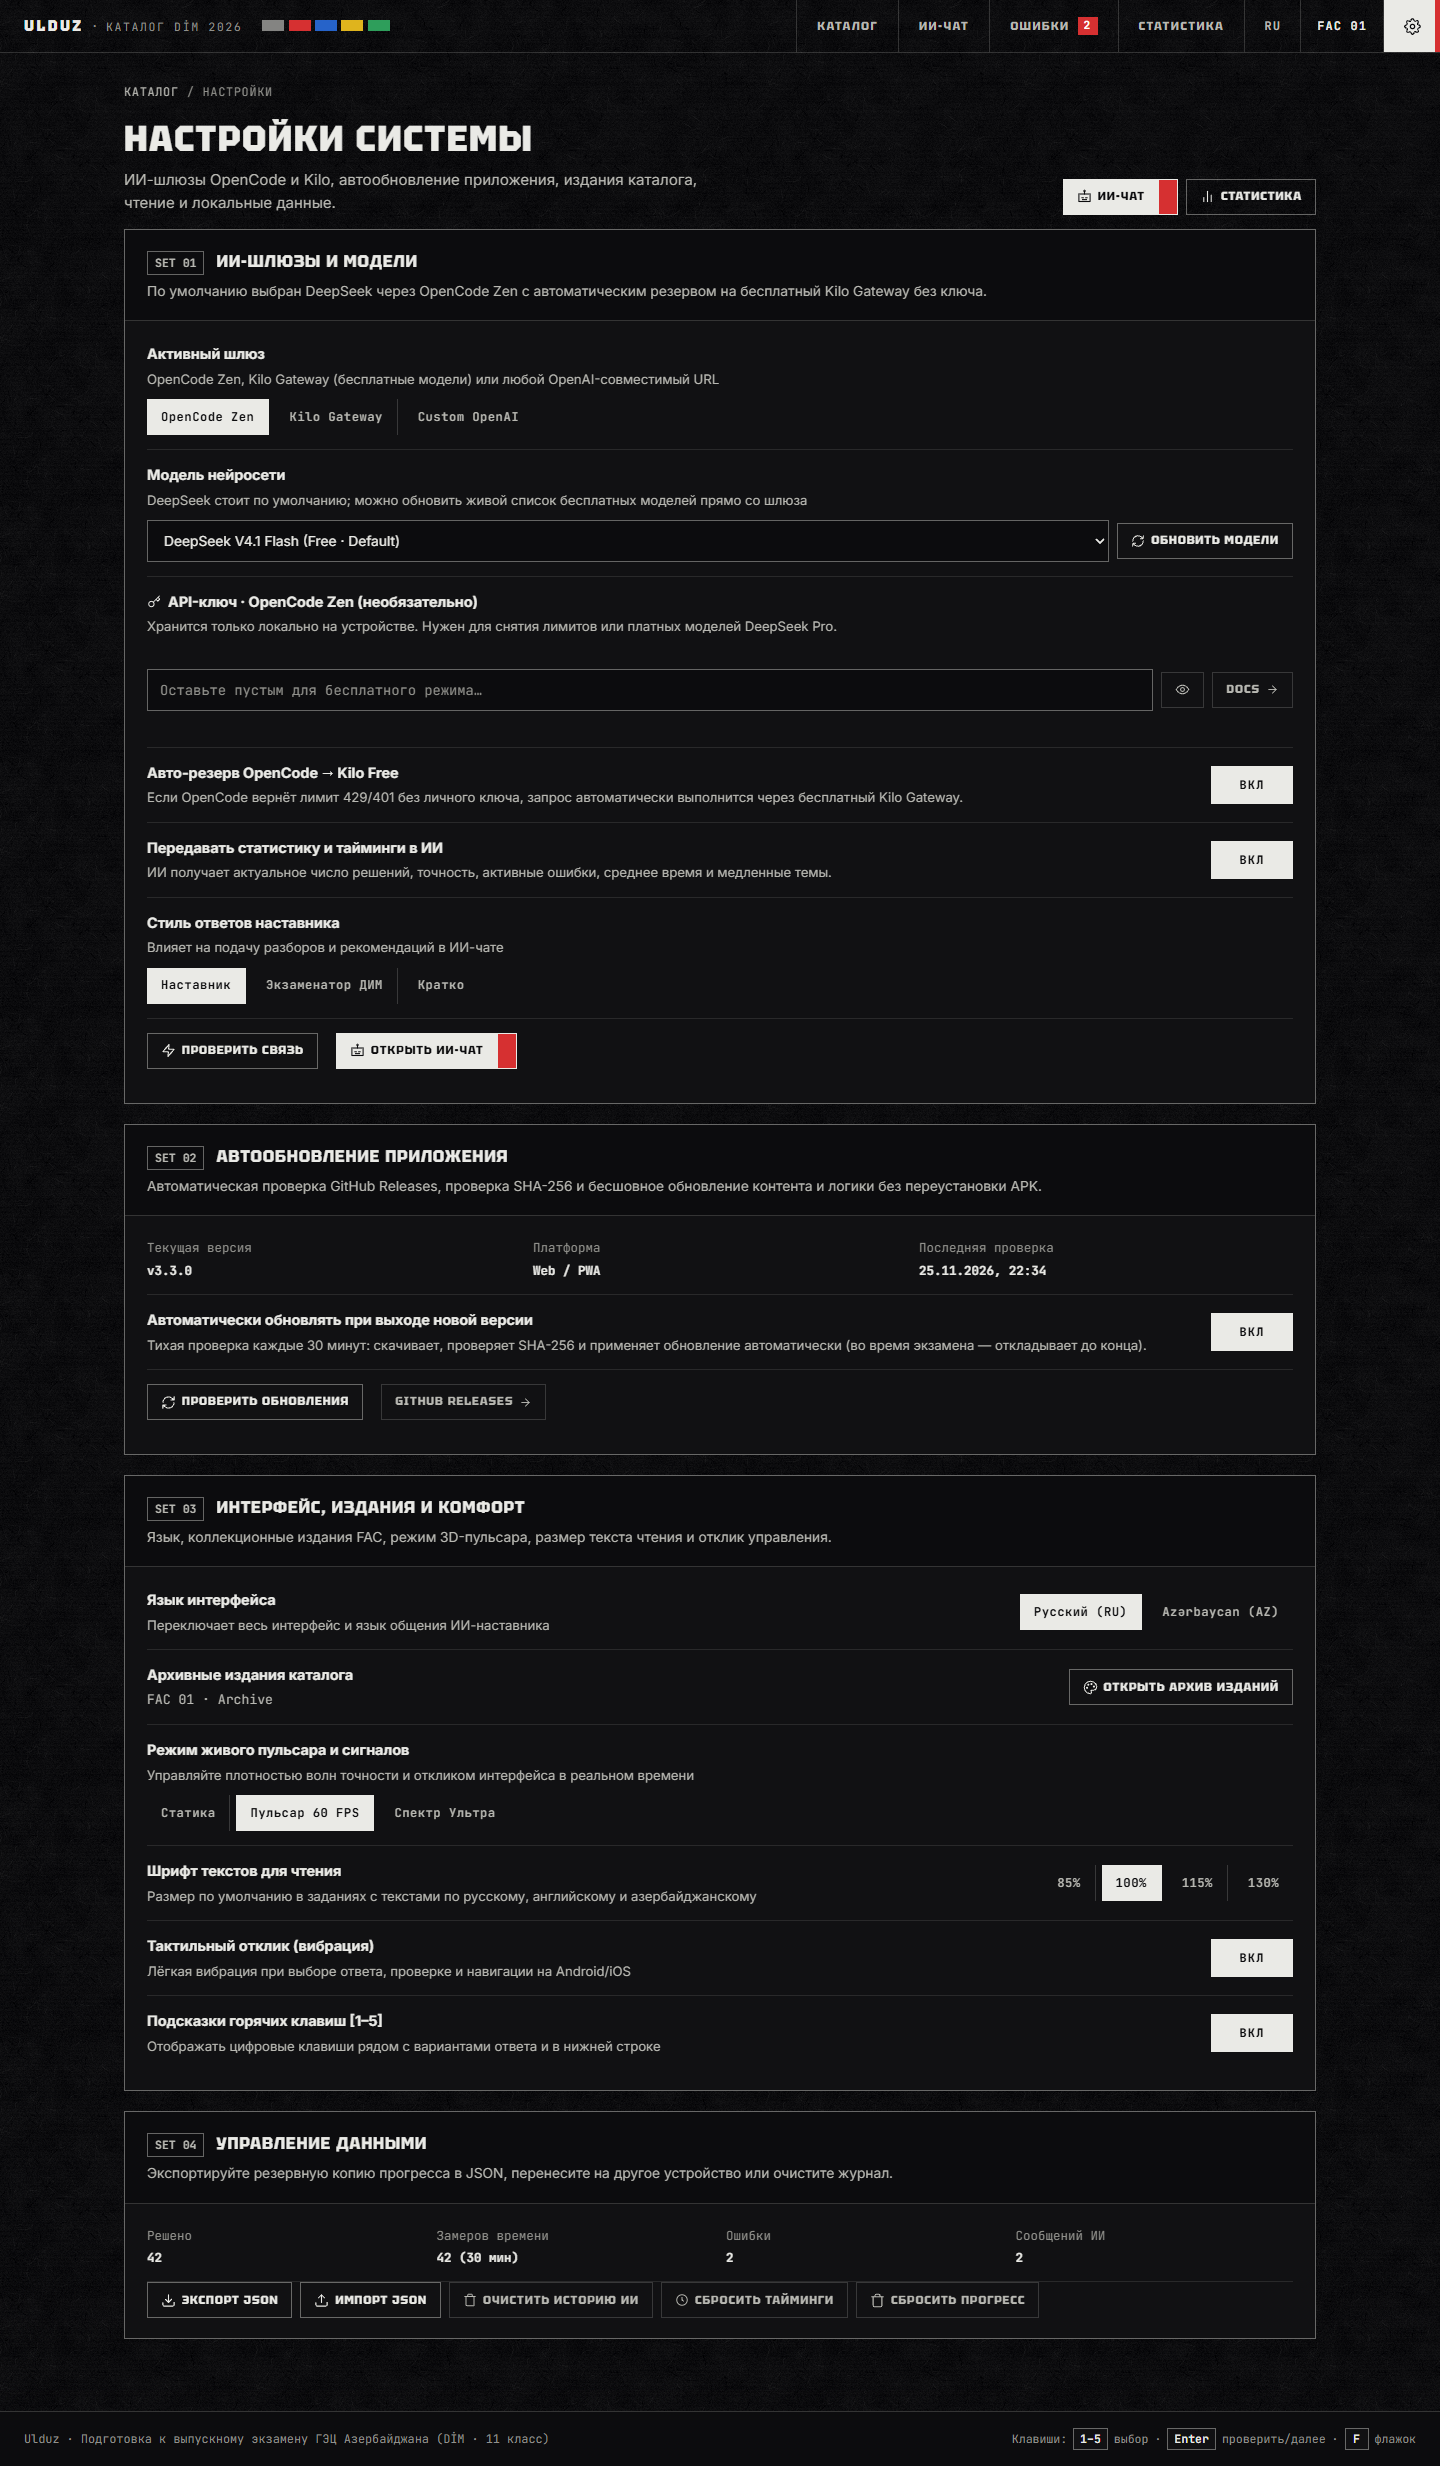 ULDUZ · КАТАЛОГ DİM 2026
КАТАЛОГ
ИИ-ЧАТ
ОШИБКИ 2
СТАТИСТИКА
RU
FAC 01
КАТАЛОГ / НАСТРОЙКИ
НАСТРОЙКИ СИСТЕМЫ
ИИ-шлюзы OpenCode и Kilo, автообновление приложения, издания каталога,
чтение и локальные данные.
ИИ-ЧАТ
СТАТИСТИКА
SET 01 ИИ-ШЛЮЗЫ И МОДЕЛИ
По умолчанию выбран DeepSeek через OpenCode Zen с автоматическим резервом на бесплатный Kilo Gateway без ключа.
Активный шлюз
OpenCode Zen, Kilo Gateway (бесплатные модели) или любой OpenAI-совместимый URL
OpenCode Zen Kilo Gateway Custom OpenAI
Модель нейросети
DeepSeek стоит по умолчанию; можно обновить живой список бесплатных моделей прямо со шлюза
DeepSeek V4.1 Flash (Free · Default)
ОБНОВИТЬ МОДЕЛИ
API-ключ · OpenCode Zen (необязательно)
Хранится только локально на устройстве. Нужен для снятия лимитов или платных моделей DeepSeek Pro.
Оставьте пустым для бесплатного режима…
DOCS →
Авто-резерв OpenCode → Kilo Free
Если OpenCode вернёт лимит 429/401 без личного ключа, запрос автоматически выполнится через бесплатный Kilo Gateway.
ВКЛ
Передавать статистику и тайминги в ИИ
ИИ получает актуальное число решений, точность, активные ошибки, среднее время и медленные темы.
ВКЛ
Стиль ответов наставника
Влияет на подачу разборов и рекомендаций в ИИ-чате
Наставник Экзаменатор ДИМ Кратко
ПРОВЕРИТЬ СВЯЗЬ
ОТКРЫТЬ ИИ-ЧАТ
SET 02 АВТООБНОВЛЕНИЕ ПРИЛОЖЕНИЯ
Автоматическая проверка GitHub Releases, проверка SHA-256 и бесшовное обновление контента и логики без переустановки APK.
Текущая версия
v3.3.0
Платформа
Web / PWA
Последняя проверка
25.11.2026, 22:34
Автоматически обновлять при выходе новой версии
Тихая проверка каждые 30 минут: скачивает, проверяет SHA-256 и применяет обновление автоматически (во время экзамена — откладывает до конца).
ВКЛ
ПРОВЕРИТЬ ОБНОВЛЕНИЯ
GITHUB RELEASES →
SET 03 ИНТЕРФЕЙС, ИЗДАНИЯ И КОМФОРТ
Язык, коллекционные издания FAC, режим 3D-пульсара, размер текста чтения и отклик управления.
Язык интерфейса
Переключает весь интерфейс и язык общения ИИ-наставника
Русский (RU) Azərbaycan (AZ)
Архивные издания каталога
FAC 01 · Archive
ОТКРЫТЬ АРХИВ ИЗДАНИЙ
Режим живого пульсара и сигналов
Управляйте плотностью волн точности и откликом интерфейса в реальном времени
Статика Пульсар 60 FPS Спектр Ультра
Шрифт текстов для чтения
Размер по умолчанию в заданиях с текстами по русскому, английскому и азербайджанскому
85% 100% 115% 130%
Тактильный отклик (вибрация)
Лёгкая вибрация при выборе ответа, проверке и навигации на Android/iOS
ВКЛ
Подсказки горячих клавиш [1–5]
Отображать цифровые клавиши рядом с вариантами ответа и в нижней строке
ВКЛ
SET 04 УПРАВЛЕНИЕ ДАННЫМИ
Экспортируйте резервную копию прогресса в JSON, перенесите на другое устройство или очистите журнал.
Решено
42
Замеров времени
42 (30 мин)
Ошибки
2
Сообщений ИИ
2
ЭКСПОРТ JSON
ИМПОРТ JSON
ОЧИСТИТЬ ИСТОРИЮ ИИ
СБРОСИТЬ ТАЙМИНГИ
СБРОСИТЬ ПРОГРЕСС
Ulduz · Подготовка к выпускному экзамену ГЭЦ Азербайджана (DİM · 11 класс)
Клавиши: 1–5 выбор · Enter проверить/далее · F флажок